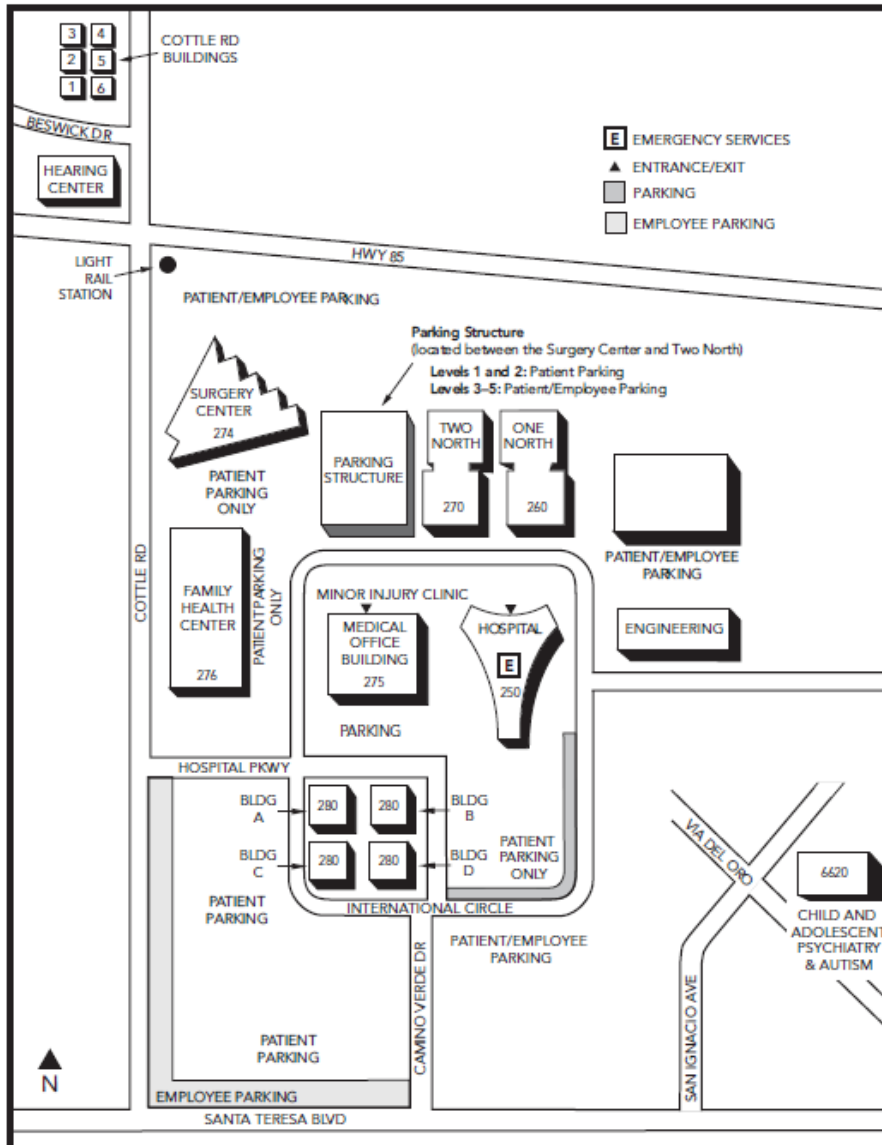 3 4
2 5
1 6
COTTLE RD
BUILDINGS
BESWICK DR
HEARING
CENTER
E EMERGENCY SERVICES
ENTRANCE/EXIT
PARKING
EMPLOYEE PARKING
HWY 85
LIGHT
RAIL
STATION
PATIENT/EMPLOYEE PARKING
Parking Structure
(located between the Surgery Center and Two North)
Levels 1 and 2: Patient Parking
Levels 3–5: Patient/Employee Parking
SURGERY
CENTER
274
PARKING
STRUCTURE
TWO
NORTH
270
ONE
NORTH
260
PATIENT
PARKING
ONLY
PATIENT/EMPLOYEE
PARKING
COTTLE RD
FAMILY
HEALTH
CENTER
276
PATIENT PARKING
ONLY
MINOR INJURY CLINIC
MEDICAL
OFFICE
BUILDING
275
HOSPITAL
E
250
ENGINEERING
PARKING
HOSPITAL PKWY
BLDG
A
280
280
BLDG
B
BLDG
C
280
280
BLDG
D
PATIENT
PARKING
ONLY
INTERNATIONAL CIRCLE
PATIENT
PARKING
PATIENT/EMPLOYEE
PARKING
VIA DEL ORO
6620
CHILD AND
ADOLESCENT
PSYCHIATRY
& AUTISM
CAMINO VERDE DR
SAN IGNACIO AVE
PATIENT
PARKING
N
EMPLOYEE PARKING
SANTA TERESA BLVD